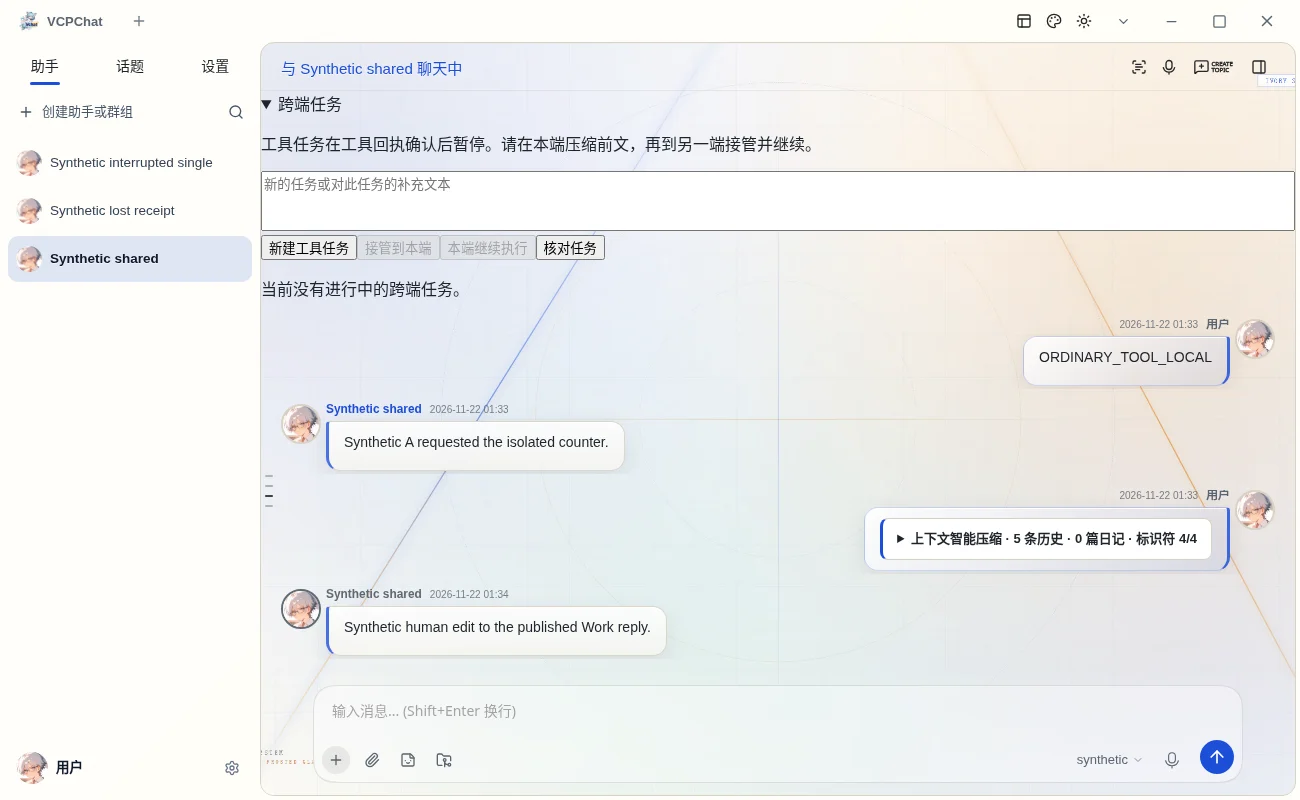 VCPChat
助手 话题 设置
创建助手或群组
Synthetic interrupted single
Synthetic lost receipt
Synthetic shared
用户
与 Synthetic shared 聊天中
CREATE
TOPIC
▼ 跨端任务
工具任务在工具回执确认后暂停。请在本端压缩前文，再到另一端接管并继续。
新的任务或对此任务的补充文本
新建工具任务 接管到本端 本端继续执行 核对任务
当前没有进行中的跨端任务。
2026-11-22 01:33 用户
ORDINARY_TOOL_LOCAL
Synthetic shared 2026-11-22 01:33
Synthetic A requested the isolated counter.
2026-11-22 01:33 用户
▶ 上下文智能压缩 · 5 条历史 · 0 篇日记 · 标识符 4/4
Synthetic shared 2026-11-22 01:34
Synthetic human edit to the published Work reply.
输入消息... (Shift+Enter 换行)
synthetic